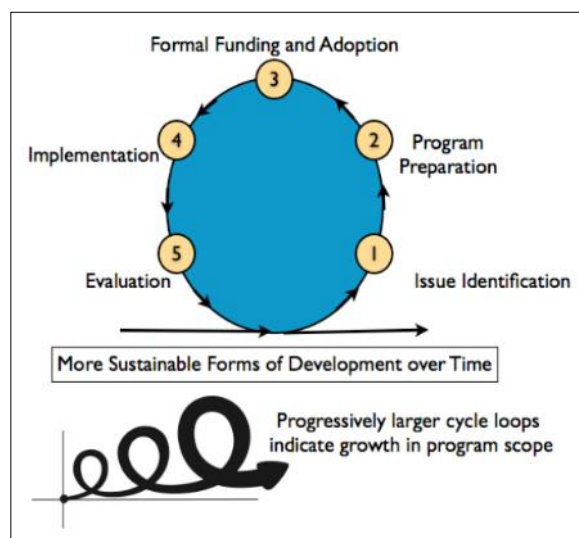 Formal Funding and Adoption
3
4
2
Implementation
Program
Preparation
5
1
Evaluation
Issue Identification
More Sustainable Forms of Development over Time
Progressively larger cycle loops
indicate growth in program scope